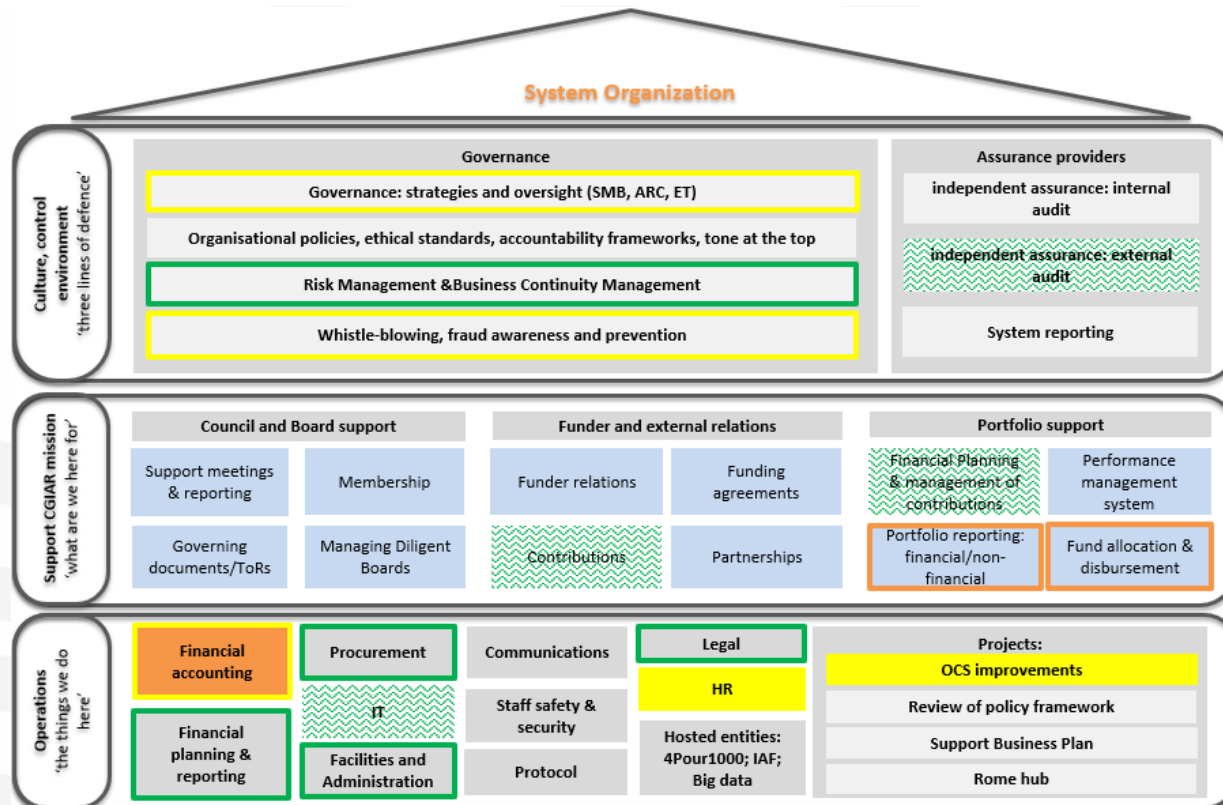 System Organization
Culture, control
environment
'three lines of defence'
Governance
Governance: strategies and oversight (SMB, ARC, ET)
Organisational policies, ethical standards, accountability frameworks, tone at the top
Risk Management &Business Continuity Management
Whistle-blowing, fraud awareness and prevention
Assurance providers
independent assurance: internal
audit
independent assurance: external
audit
System reporting
Support CGIAR mission
'what are we here for'
Council and Board support
Support meetings
& reporting
Membership
Governing
documents/ToRs
Managing Diligent
Boards
Funder and external relations
Funder relations
Funding
agreements
Contributions
Partnerships
Portfolio support
Financial Planning
& management of
contributions
Performance
management
system
Portfolio reporting:
financial/non-
financial
Fund allocation &
disbursement
Operations
'the things we do
here'
Financial
accounting
Financial
planning &
reporting
Procurement
IT
Facilities and
Administration
Communications
Staff safety &
security
Protocol
Legal
HR
Hosted entities:
4Pour1000; IAF;
Big data
Projects:
OCS improvements
Review of policy framework
Support Business Plan
Rome hub